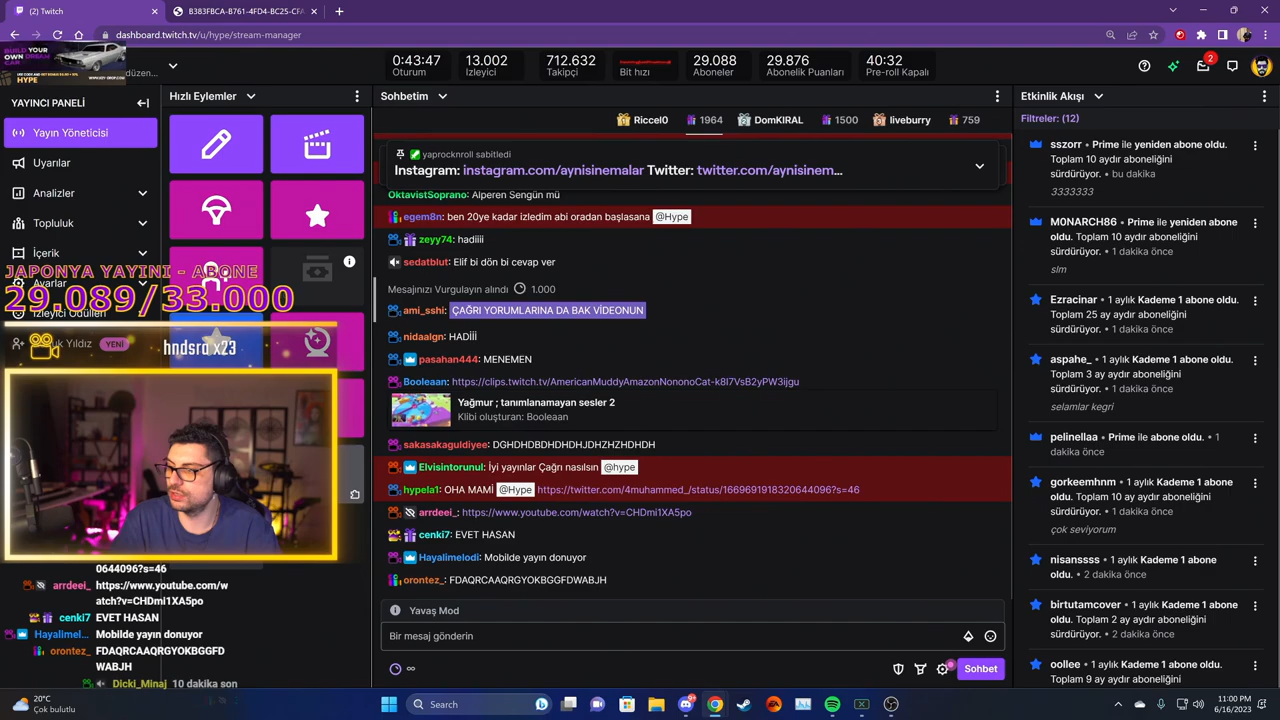 Twitch
B383FBCA-B761-4FD4-BC25-CFA
dashboard.twitch.tv/u/hype/stream-manager
BUILD YOUR
OWN DREAM
CAR
HYPE
düzen...
0:43:47
Oturum
13.002
İzleyici
712.632
Takipçi
Bit hızı
29.088
Aboneler
29.876
Abonelik Puanları
40:32
Pre-roll Kapalı
2
YAYINCI PANELİ
Yayın Yöneticisi
Uyarılar
Analizler
Topluluk
İçerik
Ayarlar
İzleyici Ödülleri
Yıldız
YENİ
JAPONYA YAYINI - ABONE
29.089/33.000
hndsra x23
0644096?s=46
arrdeei_: https://www.youtube.com/w
atch?v=CHDmi1XA5po
cenki7 EVET HASAN
Hayalimel... Mobilde yayın donuyor
orontez_: FDAQRCAAQRGYOKBGGFD
WABJH
Dicki_Minaj 10 dakika son
Hızlı Eylemler
Sohbetim
Riccel0
1964
DomKIRAL
1500
liveburry
759
yaprocknroll sabitledi
Instagram: instagram.com/aynisinemalar Twitter: twitter.com/aynisinem...
OktavistSoprano: Alperen Sengün mü
egem8n: ben 20ye kadar izledim abi oradan başlasana @Hype
zeyy74: hadiiii
sedatblut: Elif bi dön bi cevap ver
Mesajınızı Vurgulayın alındı 1.000
ami_sshi: ÇAĞRI YORUMLARINA DA BAK VİDEONUN
nidaalgn: HADİİİ
pasahan444: MENEMEN
Booleaan: https://clips.twitch.tv/AmericanMuddyAmazonNononoCat-k8I7VsB2yPW3ijgu
Yağmur ; tanımlanamayan sesler 2
Klibi oluşturan: Booleaan
sakasakaguldiyee: DGHDHDBDHDHDHJDHZHZHDHDH
Elvisintorunul: İyi yayınlar Çağrı nasılsın @hype
hypela1: OHA MAMİ @Hype https://twitter.com/4muhammed_/status/1669691918320644096?s=46
arrdeei_: https://www.youtube.com/watch?v=CHDmi1XA5po
cenki7: EVET HASAN
Hayalimelodi: Mobilde yayın donuyor
orontez_: FDAQRCAAQRGYOKBGGFDWABJH
Yavaş Mod
Bir mesaj gönderin
∞
Sohbet
Etkinlik Akışı
Filtreler: (12)
sszorr • Prime ile yeniden abone oldu.
Toplam 10 aydır aboneliğini
sürdürüyor. • bu dakika
3333333
M0NARCH86 • Prime ile yeniden abone
oldu. Toplam 10 aydır aboneliğini
sürdürüyor. • 1 dakika önce
slm
Ezracinar • 1 aylık Kademe 1 abone oldu.
Toplam 25 ay aydır aboneliğini
sürdürüyor. • 1 dakika önce
aspahe_ • 1 aylık Kademe 1 abone oldu.
Toplam 3 ay aydır aboneliğini
sürdürüyor. • 1 dakika önce
selamlar kegri
pelinellaa • Prime ile abone oldu. • 1
dakika önce
gorkeemhnm • 1 aylık Kademe 1 abone
oldu. Toplam 10 ay aydır aboneliğini
sürdürüyor. • 1 dakika önce
çok seviyorum
nisanssss • 1 aylık Kademe 1 abone
oldu. • 2 dakika önce
birtutamcover • 1 aylık Kademe 1 abone
oldu. Toplam 2 ay aydır aboneliğini
sürdürüyor. • 2 dakika önce
oollee • 1 aylık Kademe 1 abone oldu.
Toplam 9 ay aydır aboneliğini
20°C
Çok bulutlu
Search
11:00 PM
6/16/2023